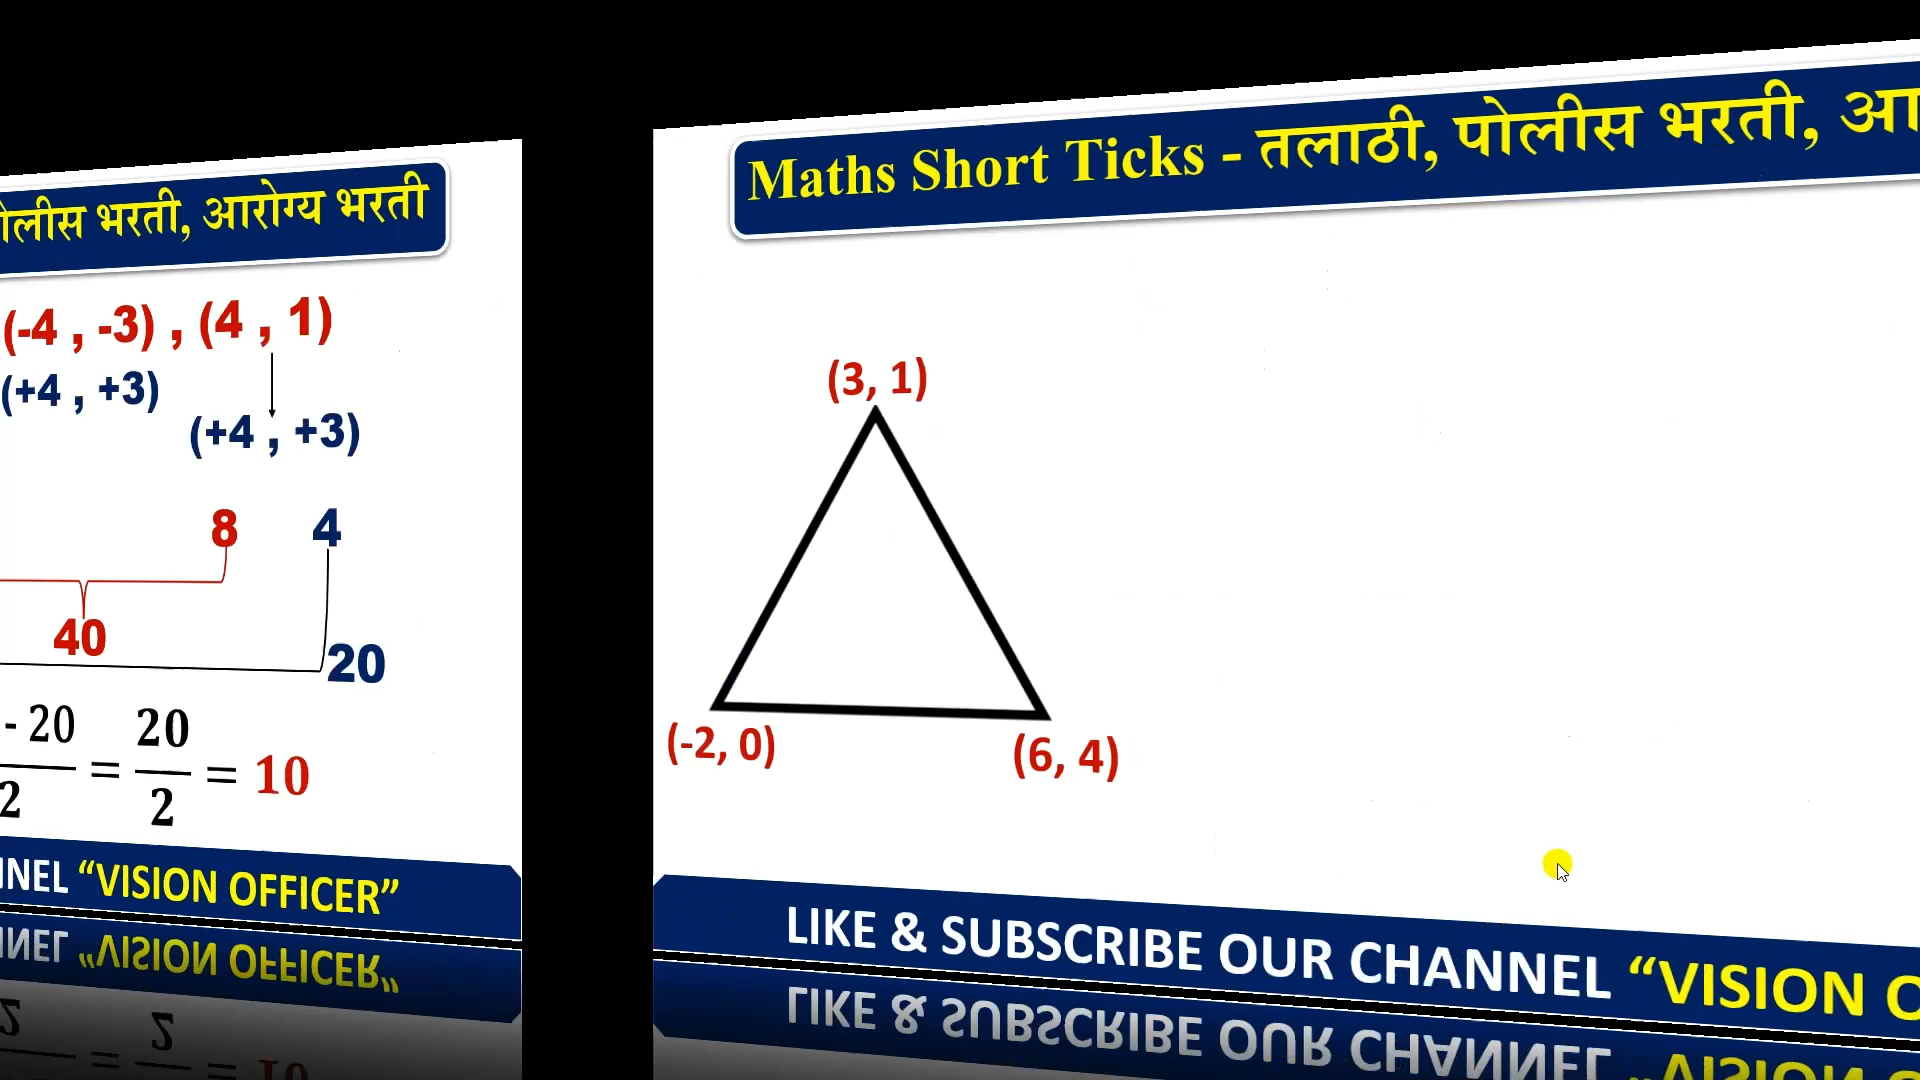 ोलीस भरती, आरोग्य भरती
(-4 , -3) , (4 , 1)
(+4 , +3)
(+4 , +3)
8 4
40
20
- 20
2
= 20
2
= 10
NEL “VISION OFFICER”
Maths Short Ticks - तलाठी, पोलीस भरती, आ
(3, 1)
(-2, 0)
(6, 4)
LIKE & SUBSCRIBE OUR CHANNEL “VISION O